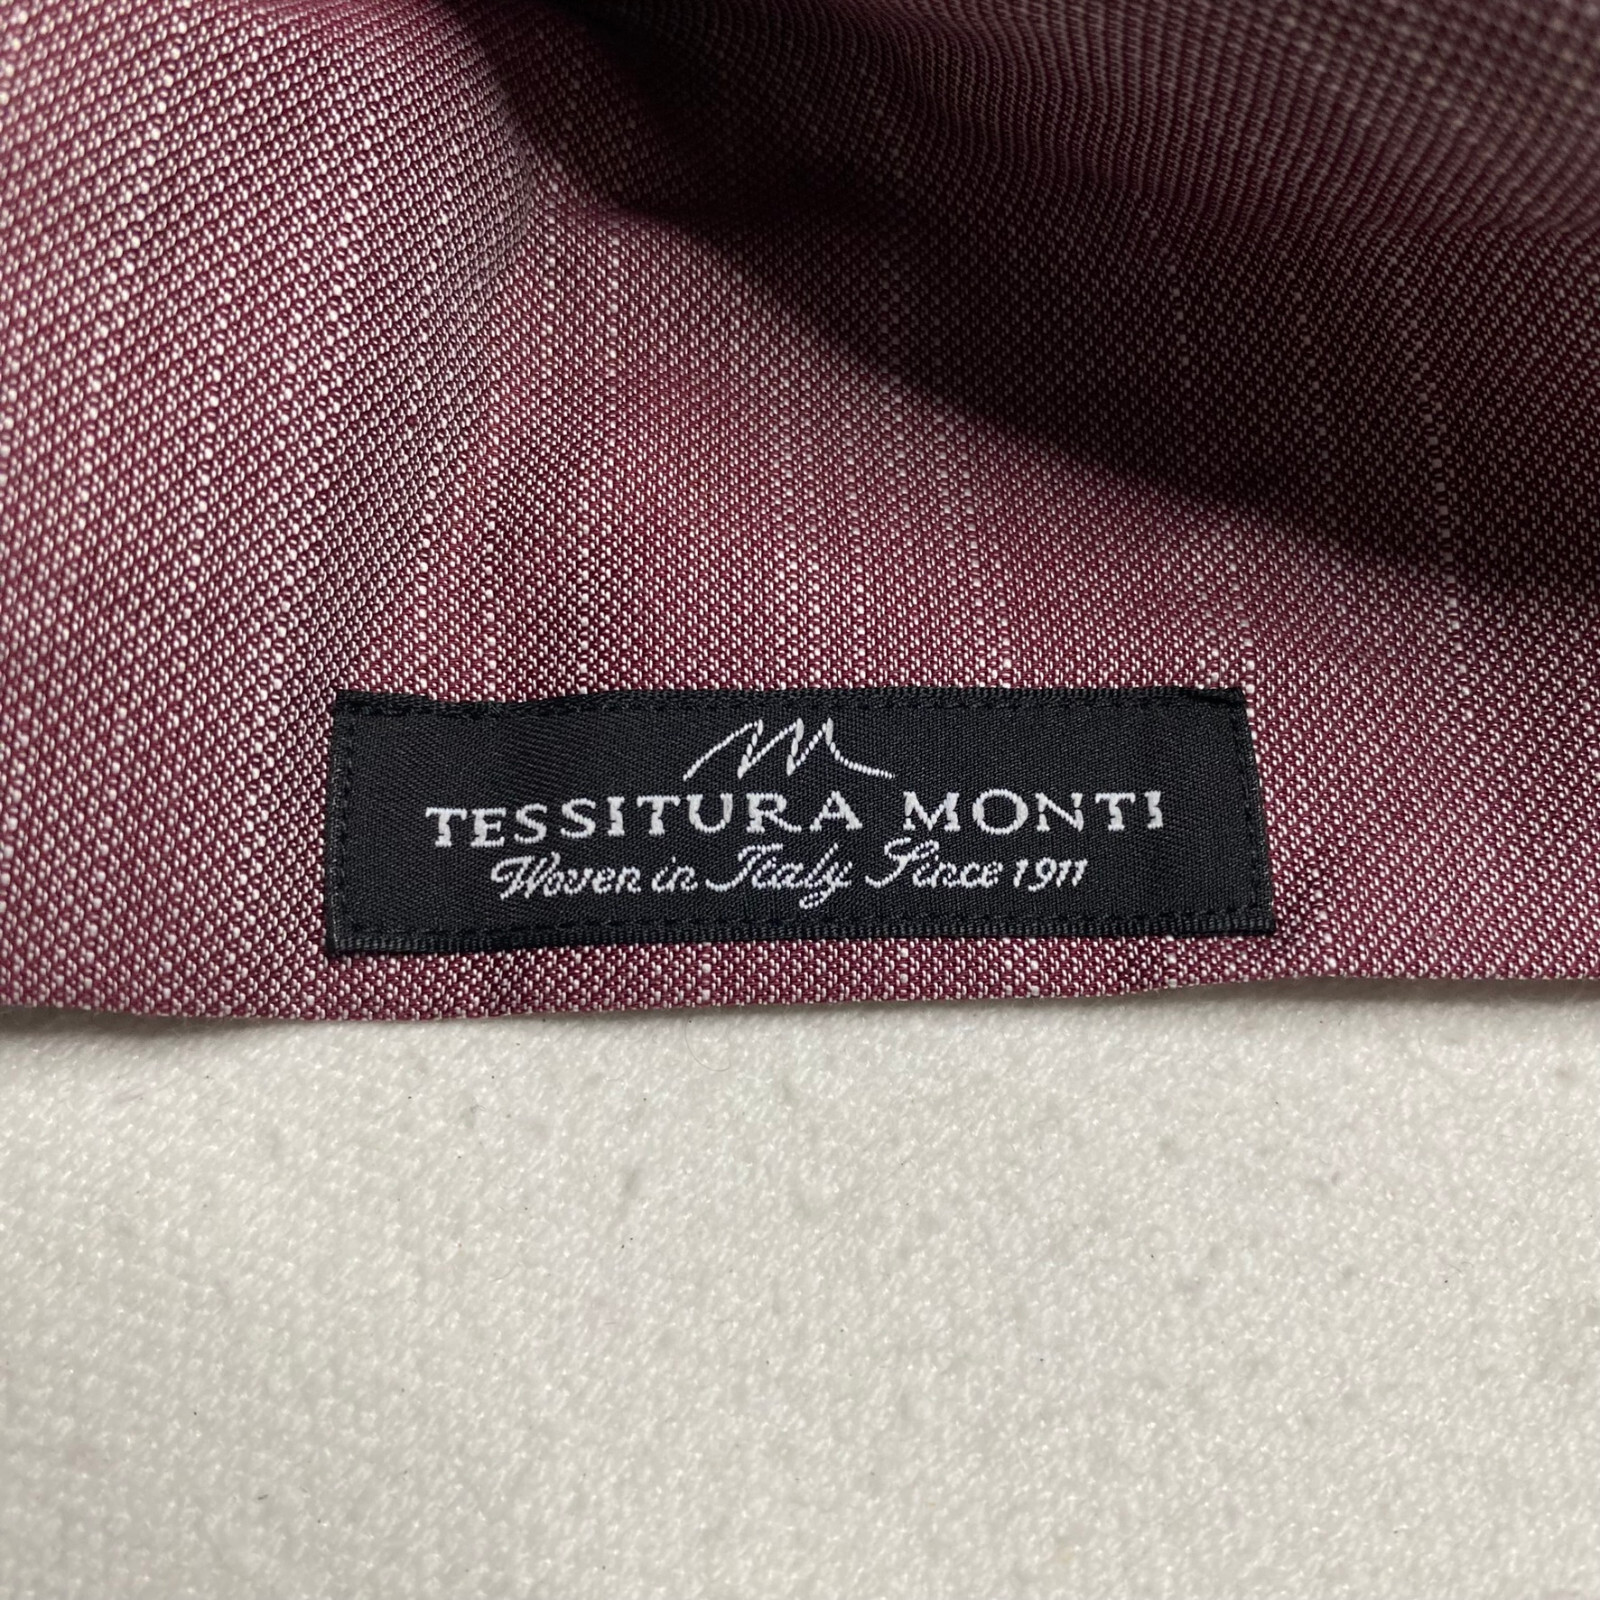 TESSITURA MONTI
Woven in Italy Since 1911